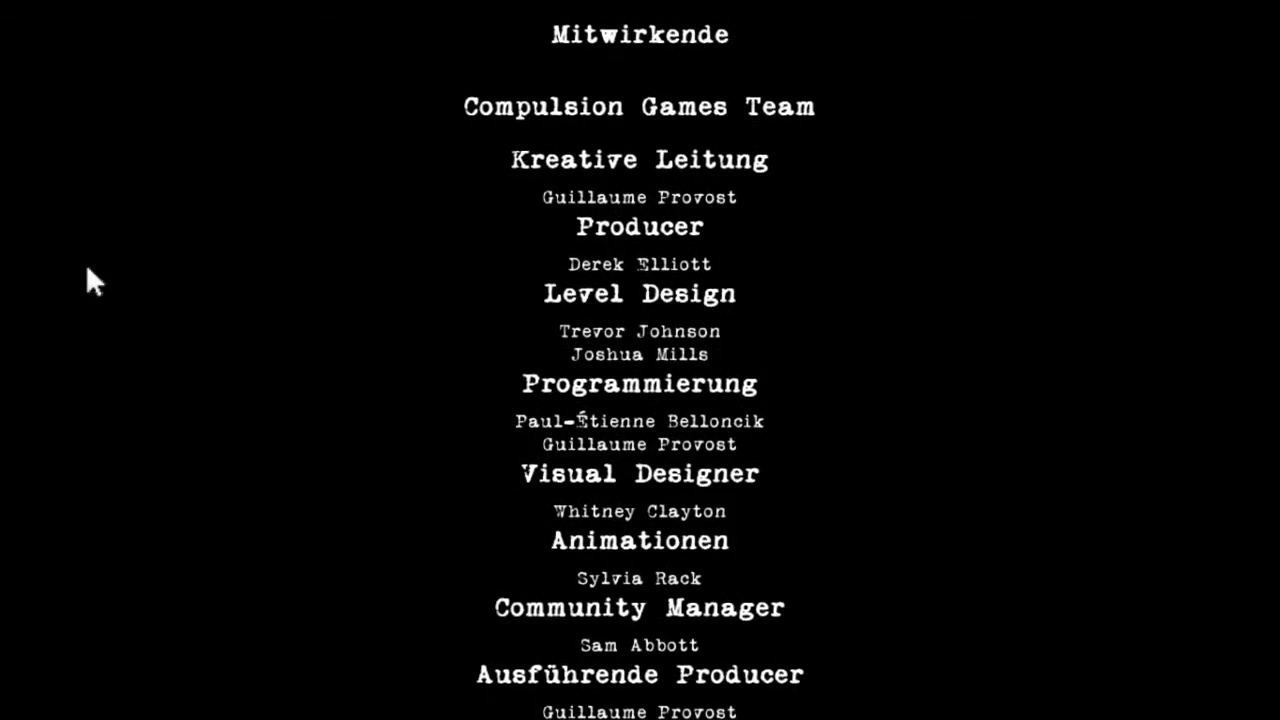 Mitwirkende
Compulsion Games Team
Kreative Leitung
Guillaume Provost
Producer
Derek Elliott
Level Design
Trevor Johnson
Joshua Mills
Programmierung
Paul-Étienne Belloncik
Guillaume Provost
Visual Designer
Whitney Clayton
Animationen
Sylvia Rack
Community Manager
Sam Abbott
Ausführende Producer
Guillaume Provost